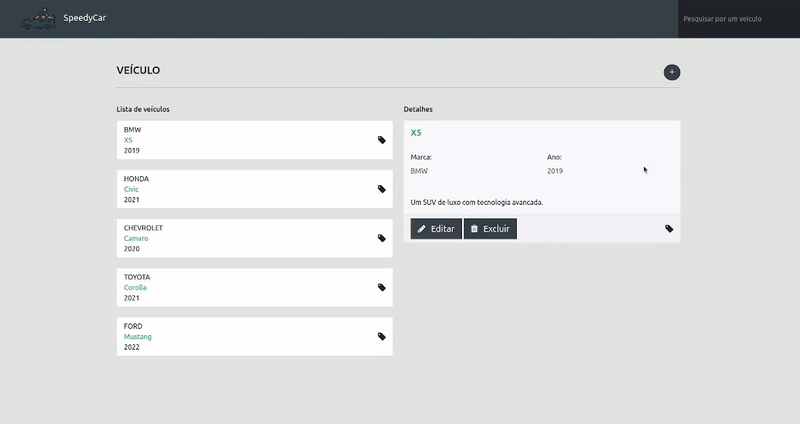 SpeedyCar
Pesquisar por um veículo
VEÍCULO
+
Lista de veículos
BMW
X5
2019
HONDA
Civic
2021
CHEVROLET
Camaro
2020
TOYOTA
Corolla
2021
FORD
Mustang
2022
Detalhes
X5
Marca: Ano:
BMW 2019
Um SUV de luxo com tecnologia avancada.
Editar Excluir